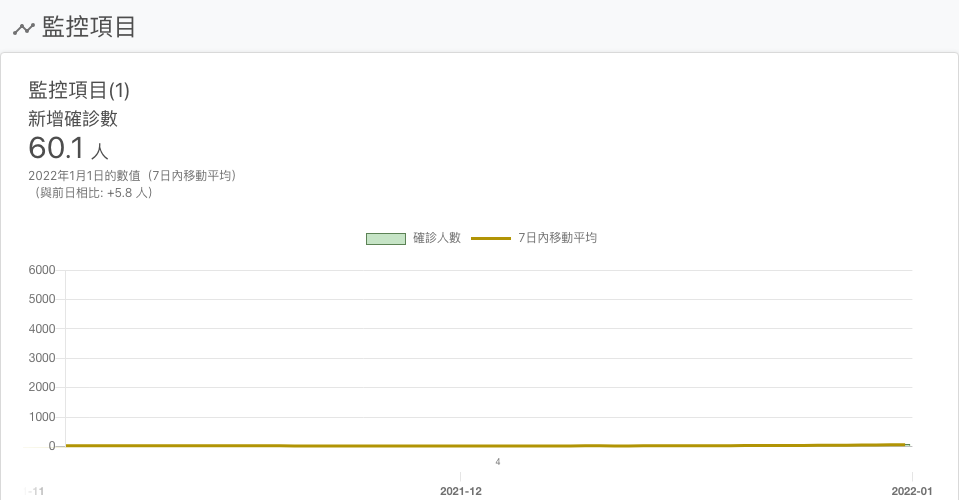 監控項目
監控項目(1)
新增確診數
60.1 人
2022年1月1日的數值（7日內移動平均）
（與前日相比: +5.8 人）
確診人數 7日內移動平均
6000
5000
4000
3000
2000
1000
0
4
-11 2021-12 2022-01